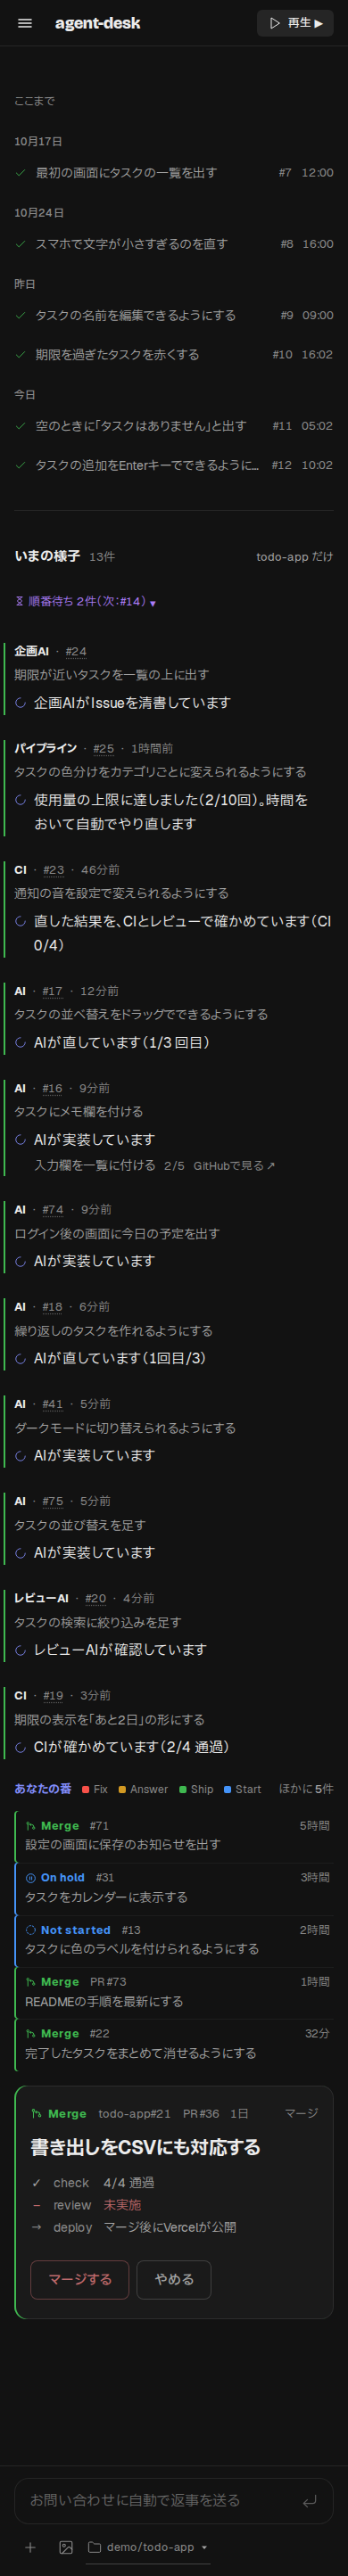 agent-desk
再生 ▶
ここまで
10月17日
最初の画面にタスクの一覧を出す #7 12:00
10月24日
スマホで文字が小さすぎるのを直す #8 16:00
昨日
タスクの名前を編集できるようにする #9 09:00
期限を過ぎたタスクを赤くする #10 16:02
今日
空のときに「タスクはありません」と出す #11 05:02
タスクの追加をEnterキーでできるように… #12 10:02
いまの様子 13件 todo-app だけ
順番待ち 2件（次：#14） ▾
企画AI · #24
期限が近いタスクを一覧の上に出す
企画AIがIssueを清書しています
パイプライン · #25 · 1時間前
タスクの色分けをカテゴリごとに変えられるようにする
使用量の上限に達しました（2/10回）。時間を
おいて自動でやり直します
CI · #23 · 46分前
通知の音を設定で変えられるようにする
直した結果を、CIとレビューで確かめています（CI
0/4）
AI · #17 · 12分前
タスクの並べ替えをドラッグでできるようにする
AIが直しています（1/3 回目）
AI · #16 · 9分前
タスクにメモ欄を付ける
AIが実装しています
入力欄を一覧に付ける 2/5 GitHubで見る ↗
AI · #74 · 9分前
ログイン後の画面に今日の予定を出す
AIが実装しています
AI · #18 · 6分前
繰り返しのタスクを作れるようにする
AIが直しています（1回目/3）
AI · #41 · 5分前
ダークモードに切り替えられるようにする
AIが実装しています
AI · #75 · 5分前
タスクの並び替えを足す
AIが実装しています
レビューAI · #20 · 4分前
タスクの検索に絞り込みを足す
レビューAIが確認しています
CI · #19 · 3分前
期限の表示を「あと2日」の形にする
CIが確かめています（2/4 通過）
あなたの番 Fix Answer Ship Start ほかに 5件
Merge #71 5時間
設定の画面に保存のお知らせを出す
On hold #31 3時間
タスクをカレンダーに表示する
Not started #13 2時間
タスクに色のラベルを付けられるようにする
Merge PR #73 1時間
READMEの手順を最新にする
Merge #22 32分
完了したタスクをまとめて消せるようにする
Merge todo-app#21 PR #36 1日 マージ
書き出しをCSVにも対応する
✓ check 4/4 通過
– review 未実施
→ deploy マージ後にVercelが公開
マージする やめる
お問い合わせに自動で返事を送る
demo/todo-app